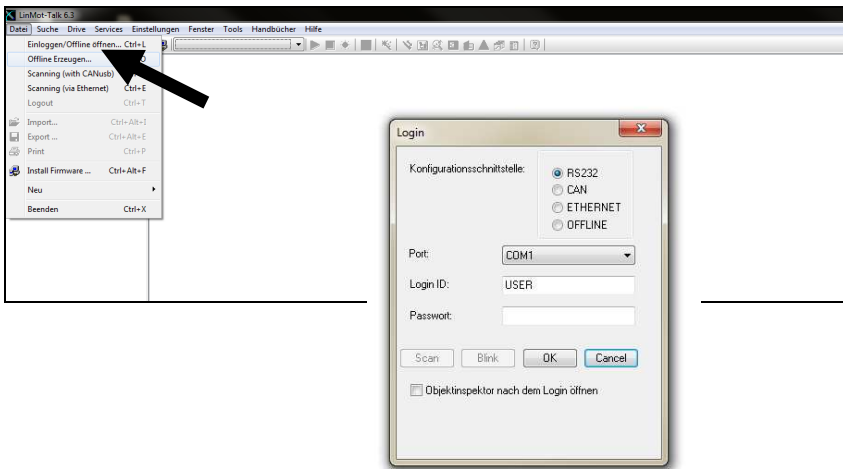 LinMot-Talk 6.3
Datei Suche Drive Services Einstellungen Fenster Tools Handbücher Hilfe
Einloggen/Offline öffnen... Ctrl+L
Offline Erzeugen... O
Scanning (with CANusb)
Scanning (via Ethernet) Ctrl+E
Logout Ctrl+T
Import... Ctrl+Alt+I
Export ... Ctrl+Alt+E
Print Ctrl+P
Install Firmware ... Ctrl+Alt+F
Neu
Beenden Ctrl+X
Login
Konfigurationsschnittstelle:
RS232
CAN
ETHERNET
OFFLINE
Port: COM1
Login ID: USER
Passwort:
Scan Blink OK Cancel
Objektinspektor nach dem Login öffnen